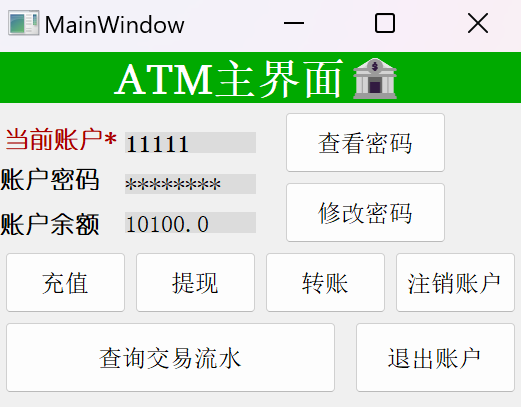 MainWindow
ATM主界面
当前账户* 11111
查看密码
账户密码 ********
修改密码
账户余额 10100.0
充值 提现 转账 注销账户
查询交易流水 退出账户